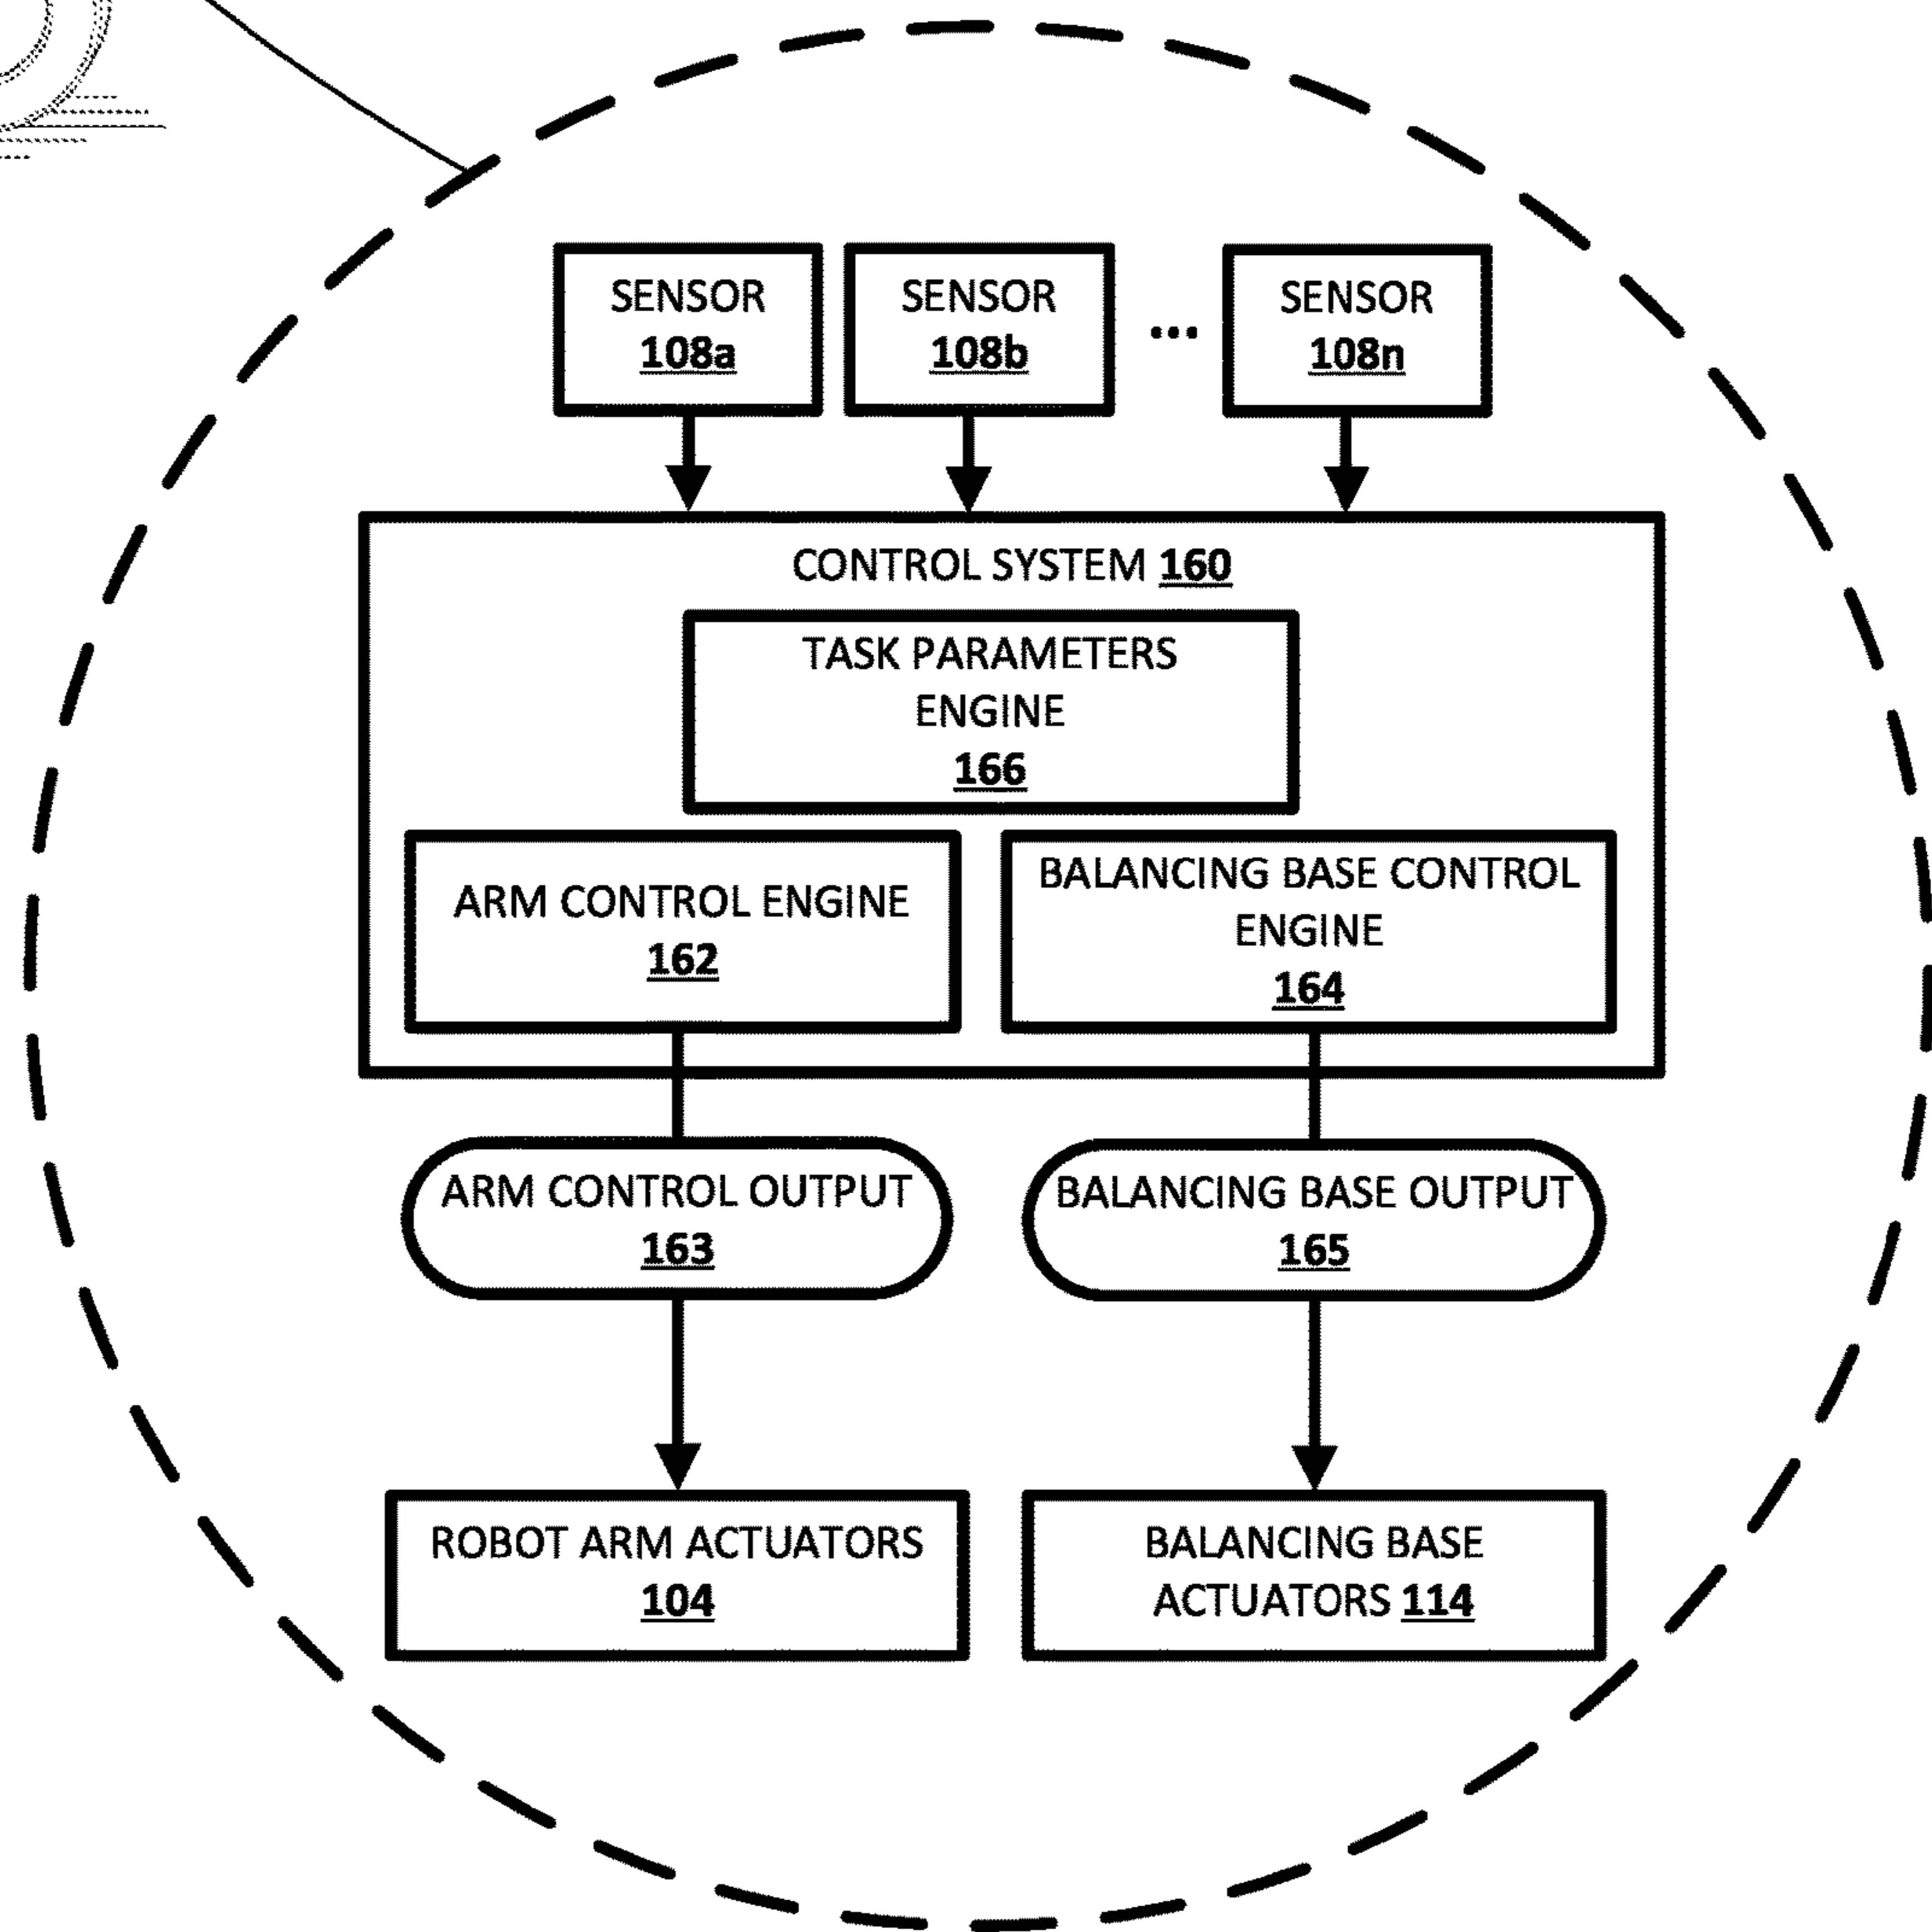 SENSOR
108a
SENSOR
108b
...
SENSOR
108n
CONTROL SYSTEM 160
TASK PARAMETERS
ENGINE
166
ARM CONTROL ENGINE
162
BALANCING BASE CONTROL
ENGINE
164
ARM CONTROL OUTPUT
163
BALANCING BASE OUTPUT
165
ROBOT ARM ACTUATORS
104
BALANCING BASE
ACTUATORS 114